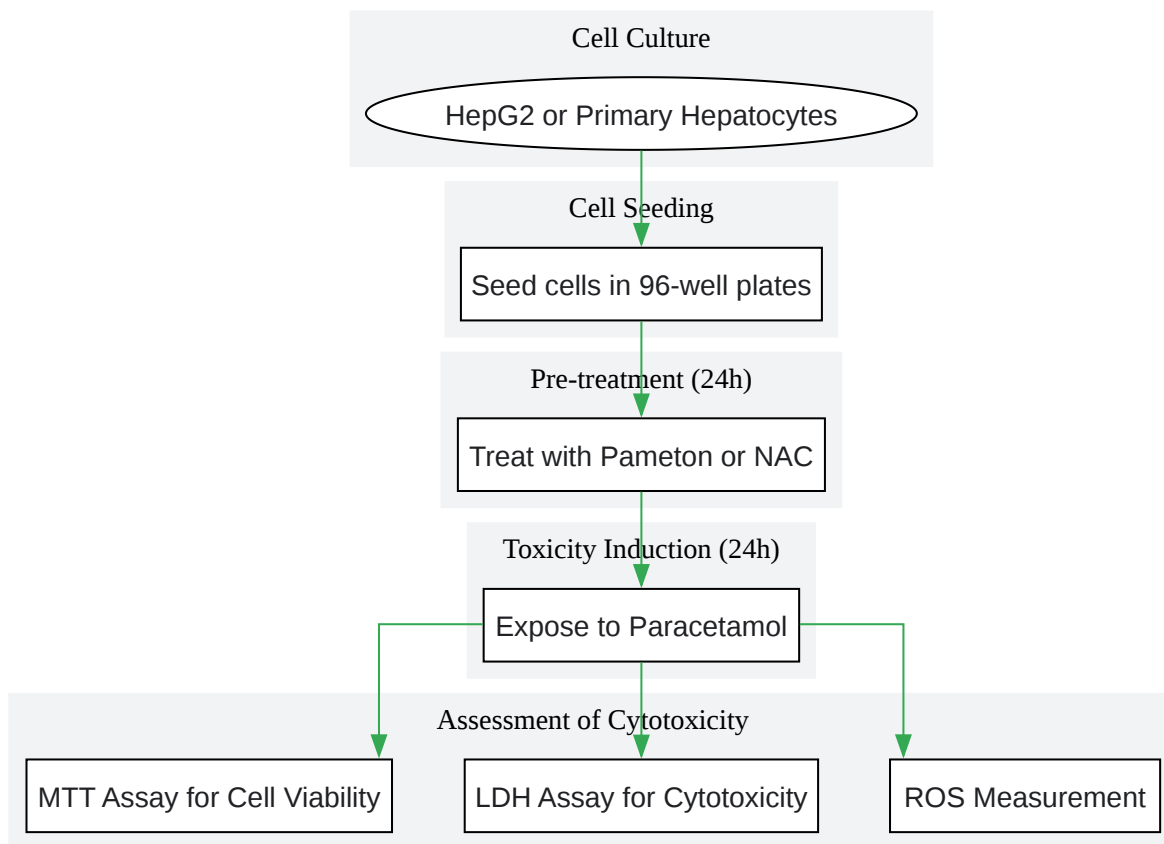 Cell Culture
HepG2 or Primary Hepatocytes
Cell Seeding
Seed cells in 96-well plates
Pre-treatment (24h)
Treat with Pameton or NAC
Toxicity Induction (24h)
Expose to Paracetamol
Assessment of Cytotoxicity
MTT Assay for Cell Viability
LDH Assay for Cytotoxicity
ROS Measurement